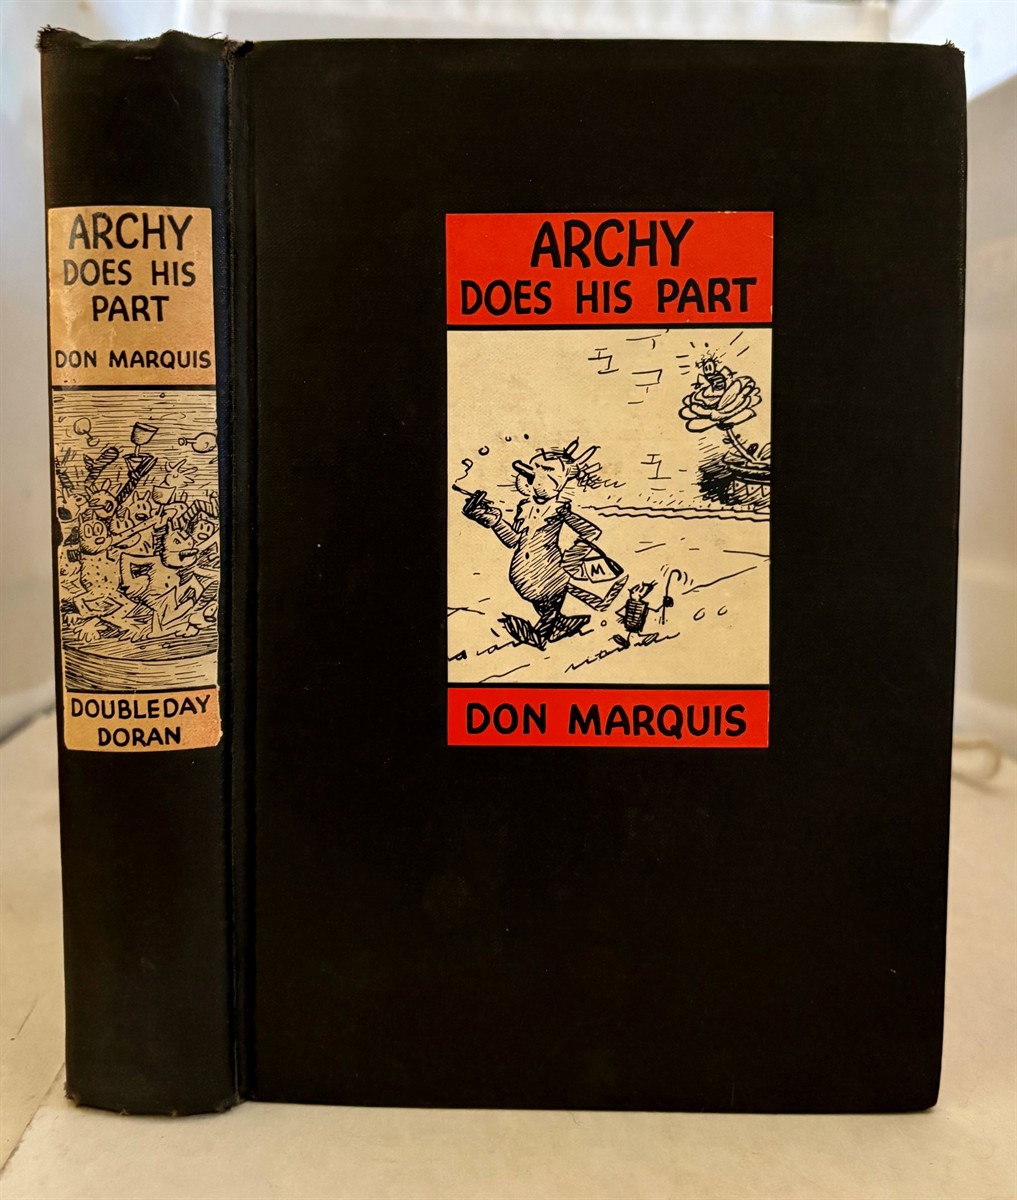 ARCHY
DOES HIS
PART
DON MARQUIS
DOUBLEDAY
DORAN
ARCHY
DOES HIS PART
M
DON MARQUIS